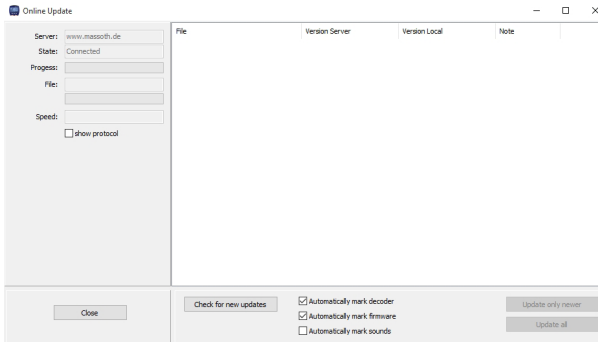 Online Update
Server: www.massoth.de
State: Connected
Progess:
File:
Speed:
show protocol
File Version Server Version Local Note
Check for new updates
Automatically mark decoder
Automatically mark firmware
Automatically mark sounds
Update only newer
Update all
Close